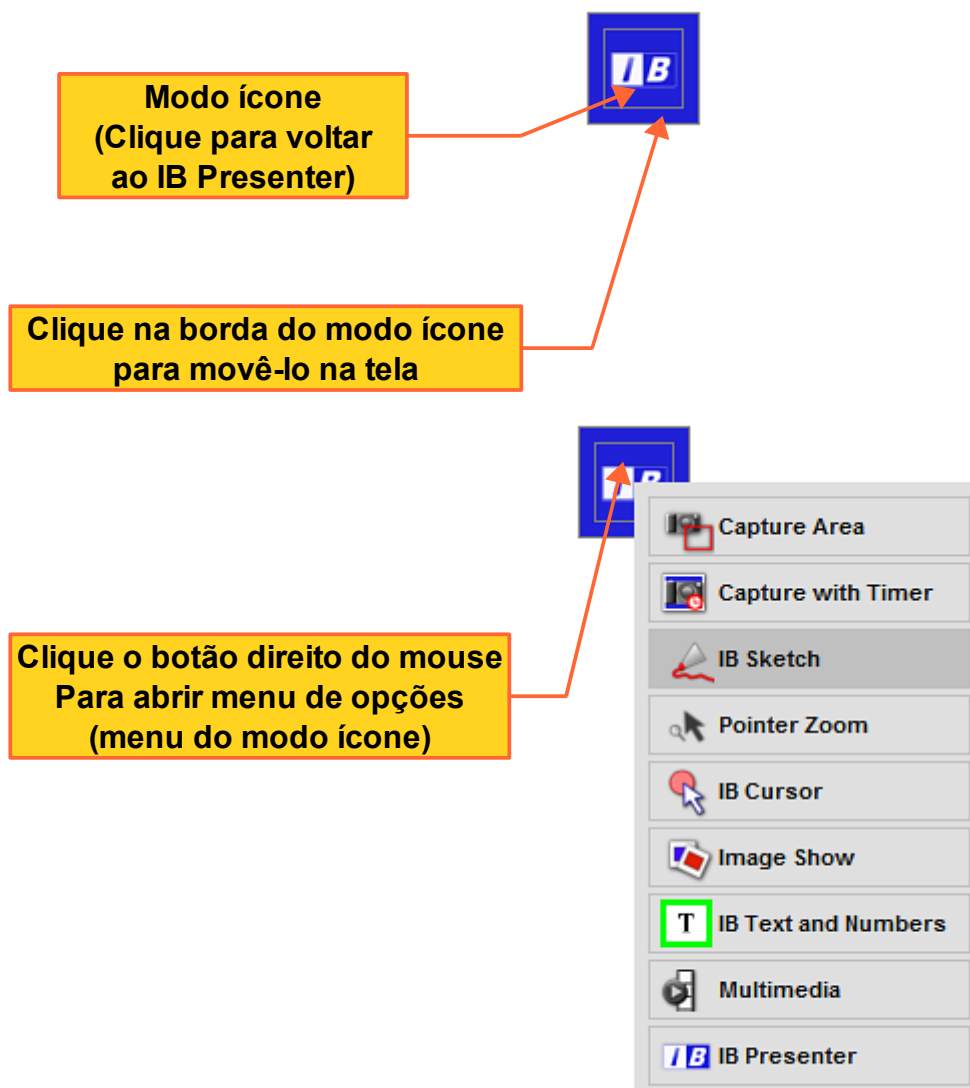 IB
Modo ícone
(Clique para voltar
ao IB Presenter)
Clique na borda do modo ícone
para movê-lo na tela
IB
Capture Area
Capture with Timer
Clique o botão direito do mouse
Para abrir menu de opções
(menu do modo ícone)
IB Sketch
Pointer Zoom
IB Cursor
Image Show
T IB Text and Numbers
Multimedia
IB IB Presenter